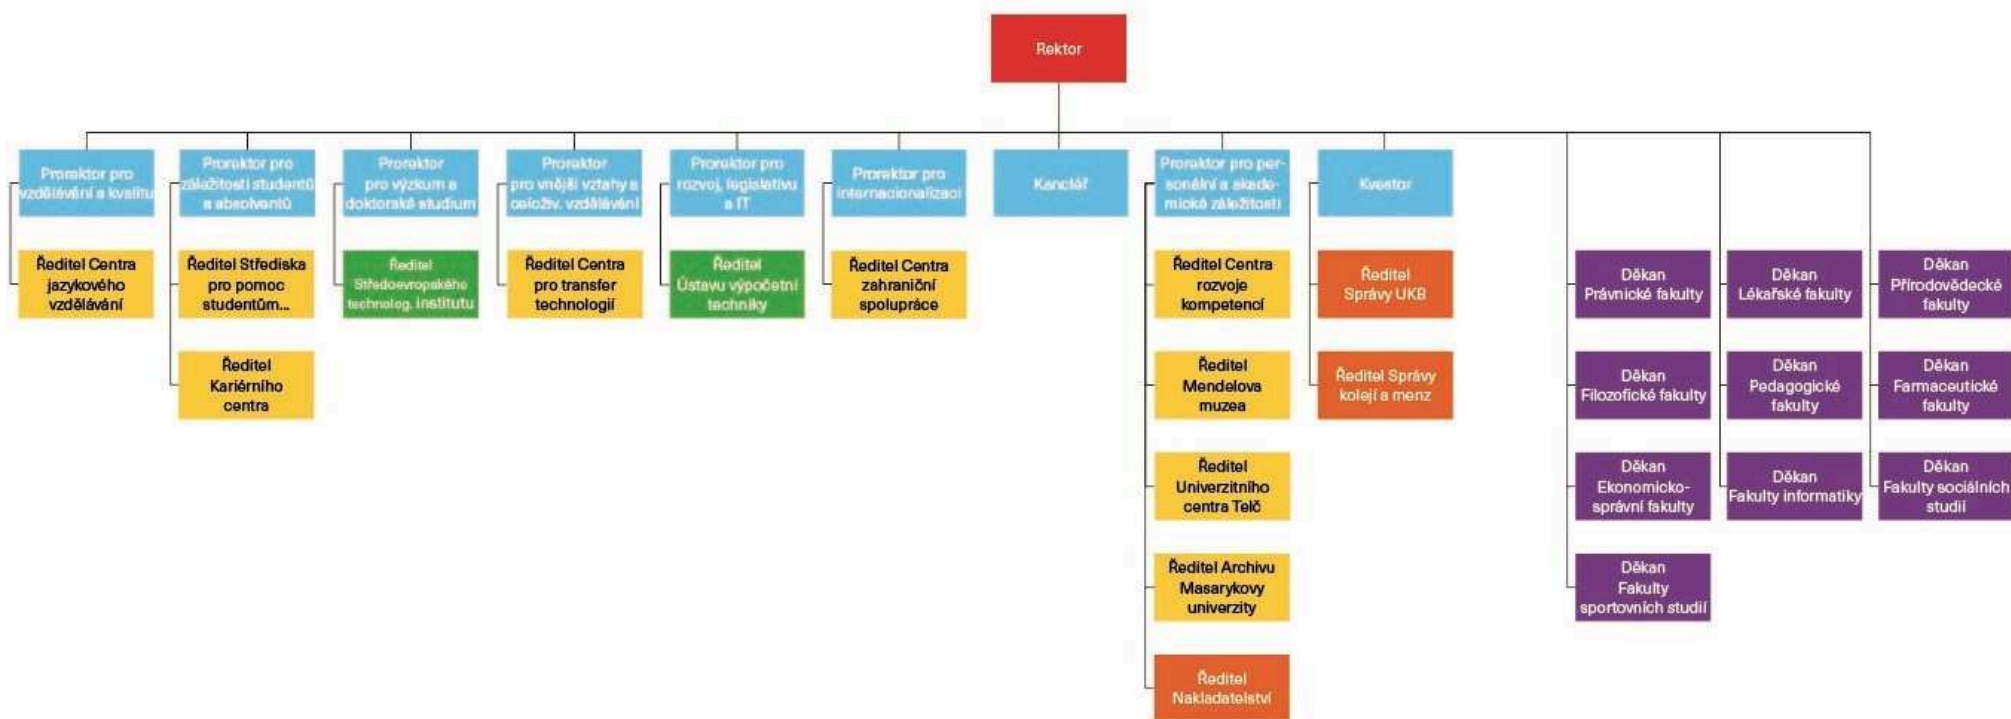 Rektor
Prorektor pro
vzdělávání a kvalitu
Prorektor pro
záležitosti studentů
a absolventů
Prorektor
pro výzkum a
doktorské studium
Prorektor
pro vnější vztahy a
celoživ. vzdělávání
Prorektor pro
rozvoj, legislativu
a IT
Prorektor pro
internacionalizaci
Kancléř
Prorektor pro per-
sonální a akade-
mické záležitosti
Kvestor
Ředitel Centra
jazykového
vzdělávání
Ředitel Střediska
pro pomoc
studentům...
Ředitel
Středoevropského
technolog. institutu
Ředitel Centra
pro transfer
technologií
Ředitel
Ústavu výpočetní
techniky
Ředitel Centra
zahraniční
spolupráce
Ředitel Centra
rozvoje
kompetencí
Ředitel
Správy UKB
Děkan
Právnické fakulty
Děkan
Lékařské fakulty
Děkan
Přírodovědecké
fakulty
Ředitel
Kariérního
centra
Ředitel
Mendelova
muzea
Ředitel Správy
kolejí a menz
Děkan
Filozofické fakulty
Děkan
Pedagogické
fakulty
Děkan
Farmaceutické
fakulty
Ředitel
Univerzitního
centra Telč
Děkan
Ekonomicko-
správní fakulty
Děkan
Fakulty informatiky
Děkan
Fakulty sociálních
studií
Ředitel Archivu
Masarykovy
univerzity
Děkan
Fakulty
sportovních studií
Ředitel
Nakladatelství